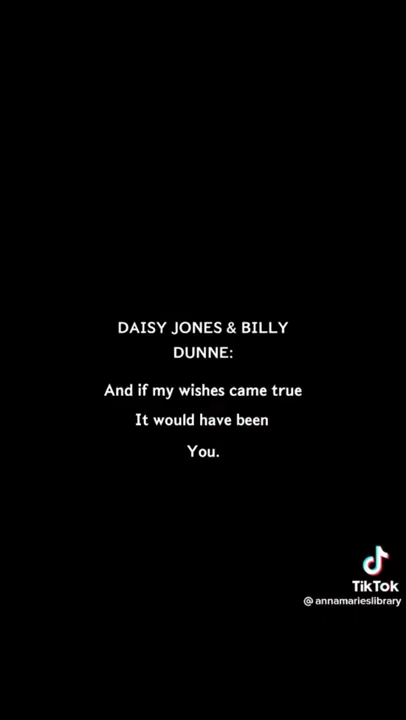 DAISY JONES & BILLY
DUNNE:
And if my wishes came true
It would have been
You.
TikTok
@ annamarieslibrary